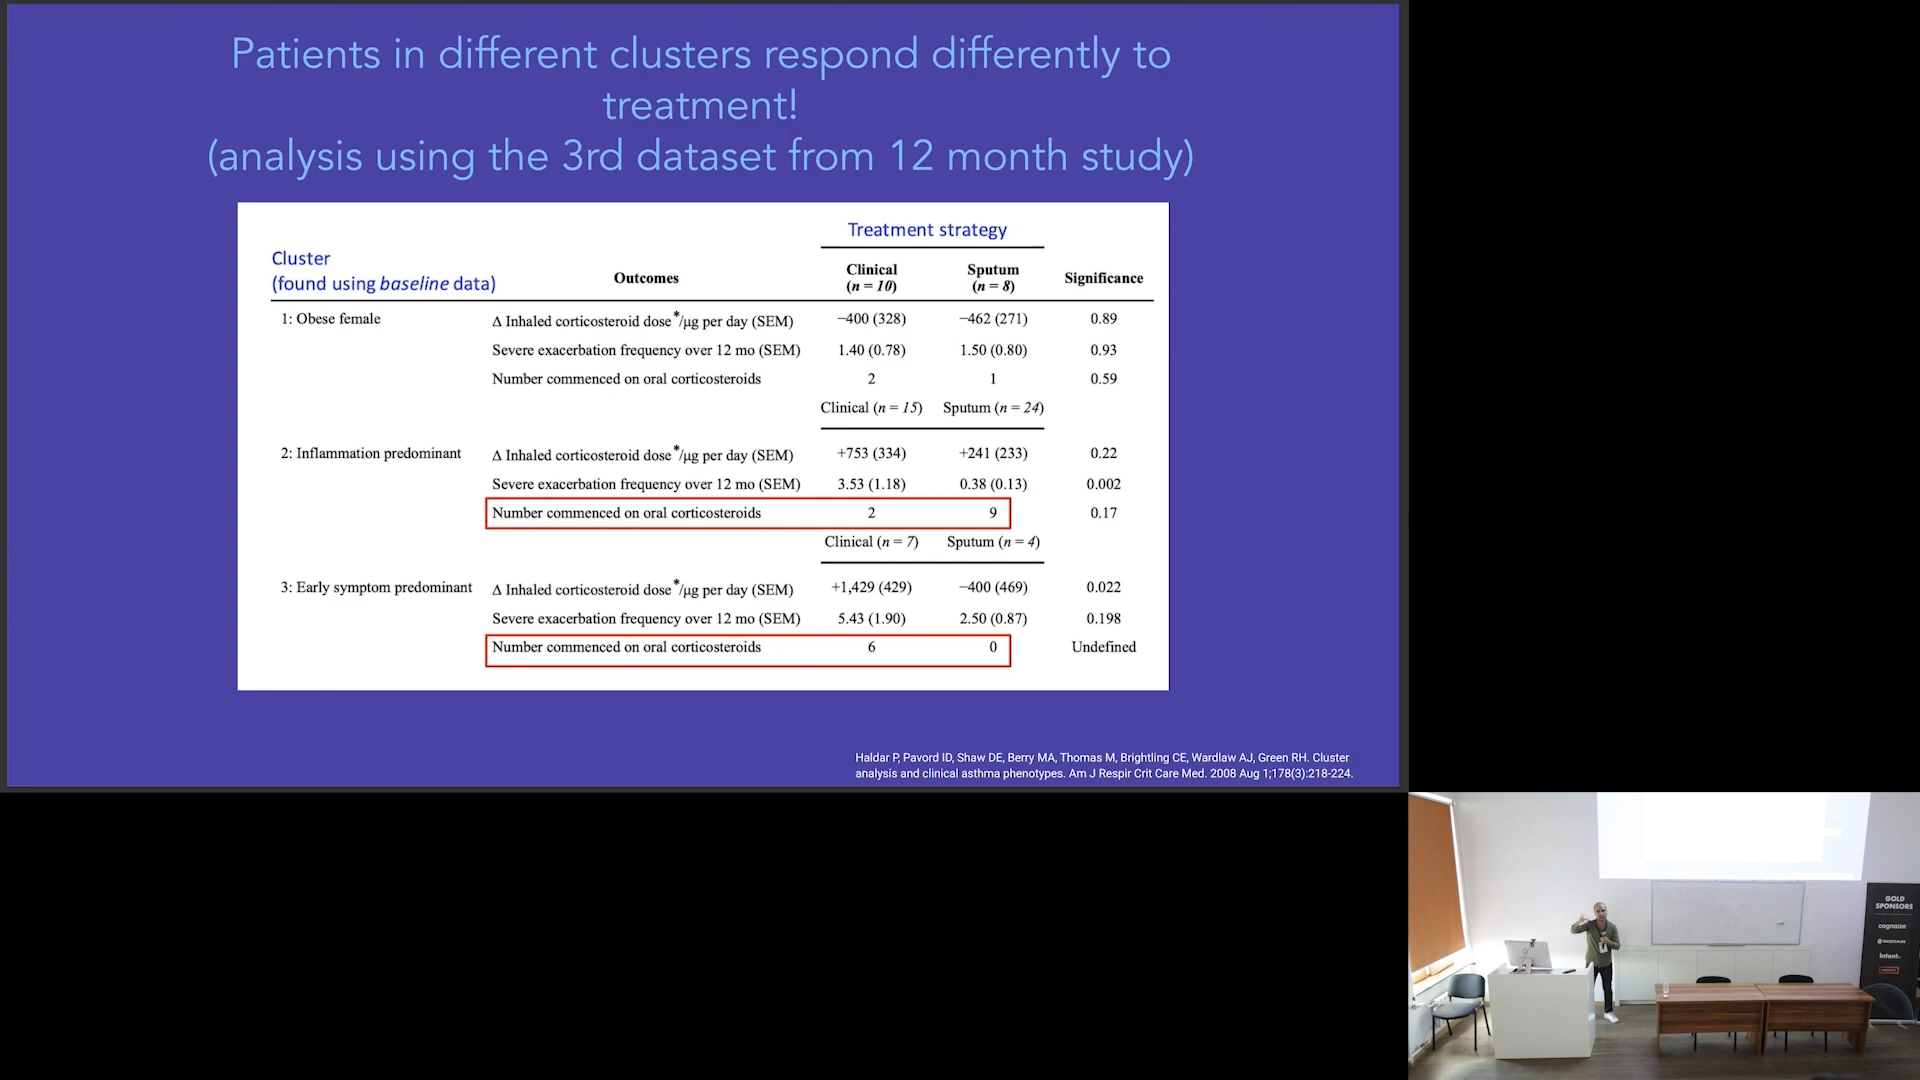 Patients in different clusters respond differently to
treatment!
(analysis using the 3rd dataset from 12 month study)
Treatment strategy
Cluster
(found using baseline data)
Outcomes
Clinical
(n = 10)
Sputum
(n = 8)
Significance
1: Obese female
Δ Inhaled corticosteroid dose*/μg per day (SEM) −400 (328) −462 (271) 0.89
Severe exacerbation frequency over 12 mo (SEM) 1.40 (0.78) 1.50 (0.80) 0.93
Number commenced on oral corticosteroids 2 1 0.59
Clinical (n = 15) Sputum (n = 24)
2: Inflammation predominant
Δ Inhaled corticosteroid dose*/μg per day (SEM) +753 (334) +241 (233) 0.22
Severe exacerbation frequency over 12 mo (SEM) 3.53 (1.18) 0.38 (0.13) 0.002
Number commenced on oral corticosteroids 2 9 0.17
Clinical (n = 7) Sputum (n = 4)
3: Early symptom predominant
Δ Inhaled corticosteroid dose*/μg per day (SEM) +1,429 (429) −400 (469) 0.022
Severe exacerbation frequency over 12 mo (SEM) 5.43 (1.90) 2.50 (0.87) 0.198
Number commenced on oral corticosteroids 6 0 Undefined
Haldar P, Pavord ID, Shaw DE, Berry MA, Thomas M, Brightling CE, Wardlaw AJ, Green RH. Cluster
analysis and clinical asthma phenotypes. Am J Respir Crit Care Med. 2008 Aug 1;178(3):218-224.
GOLD
SPONSORS
cognaize
DIGITAIN
intent.